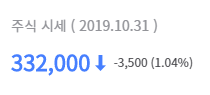 주식 시세 ( 2019.10.31 )
332,000⬇ -3,500 (1.04%)